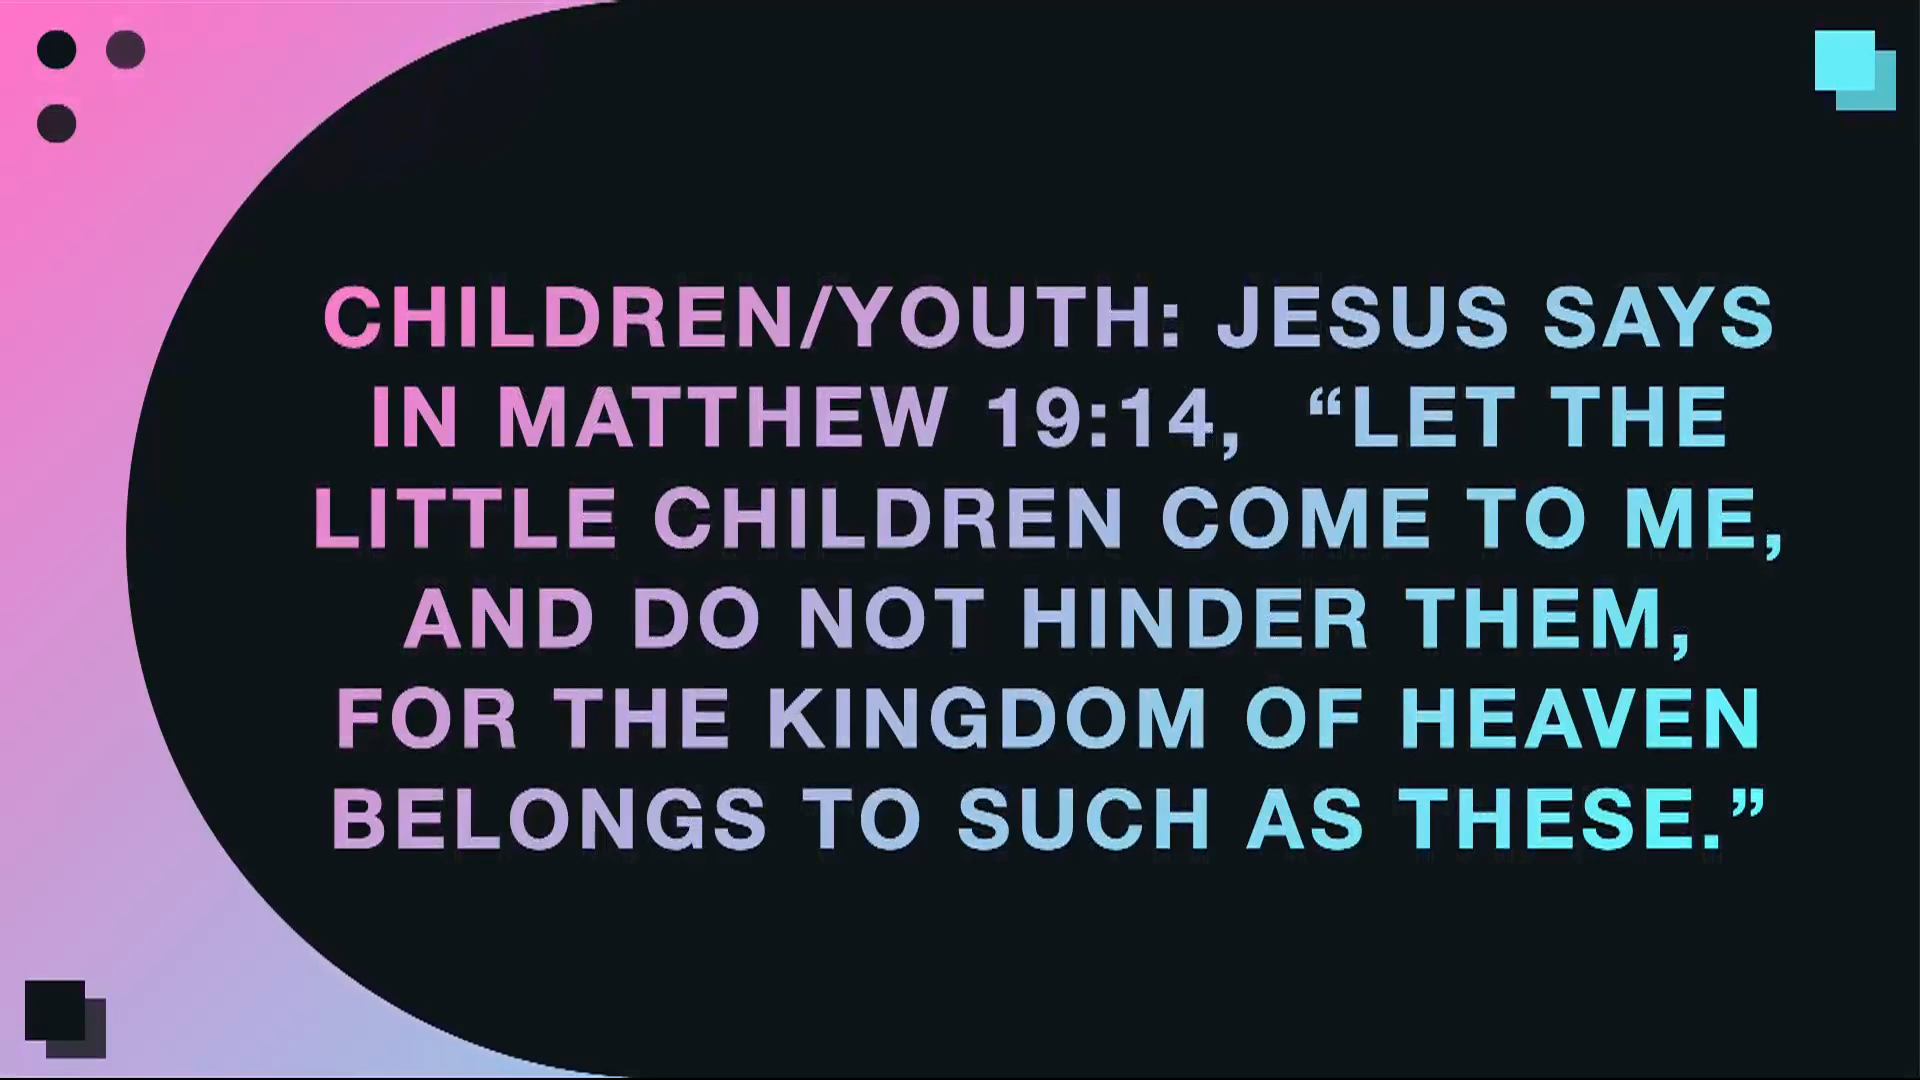 CHILDREN/YOUTH: JESUS SAYS
IN MATTHEW 19:14,  “LET THE
LITTLE CHILDREN COME TO ME,
AND DO NOT HINDER THEM,
FOR THE KINGDOM OF HEAVEN
BELONGS TO SUCH AS THESE.”